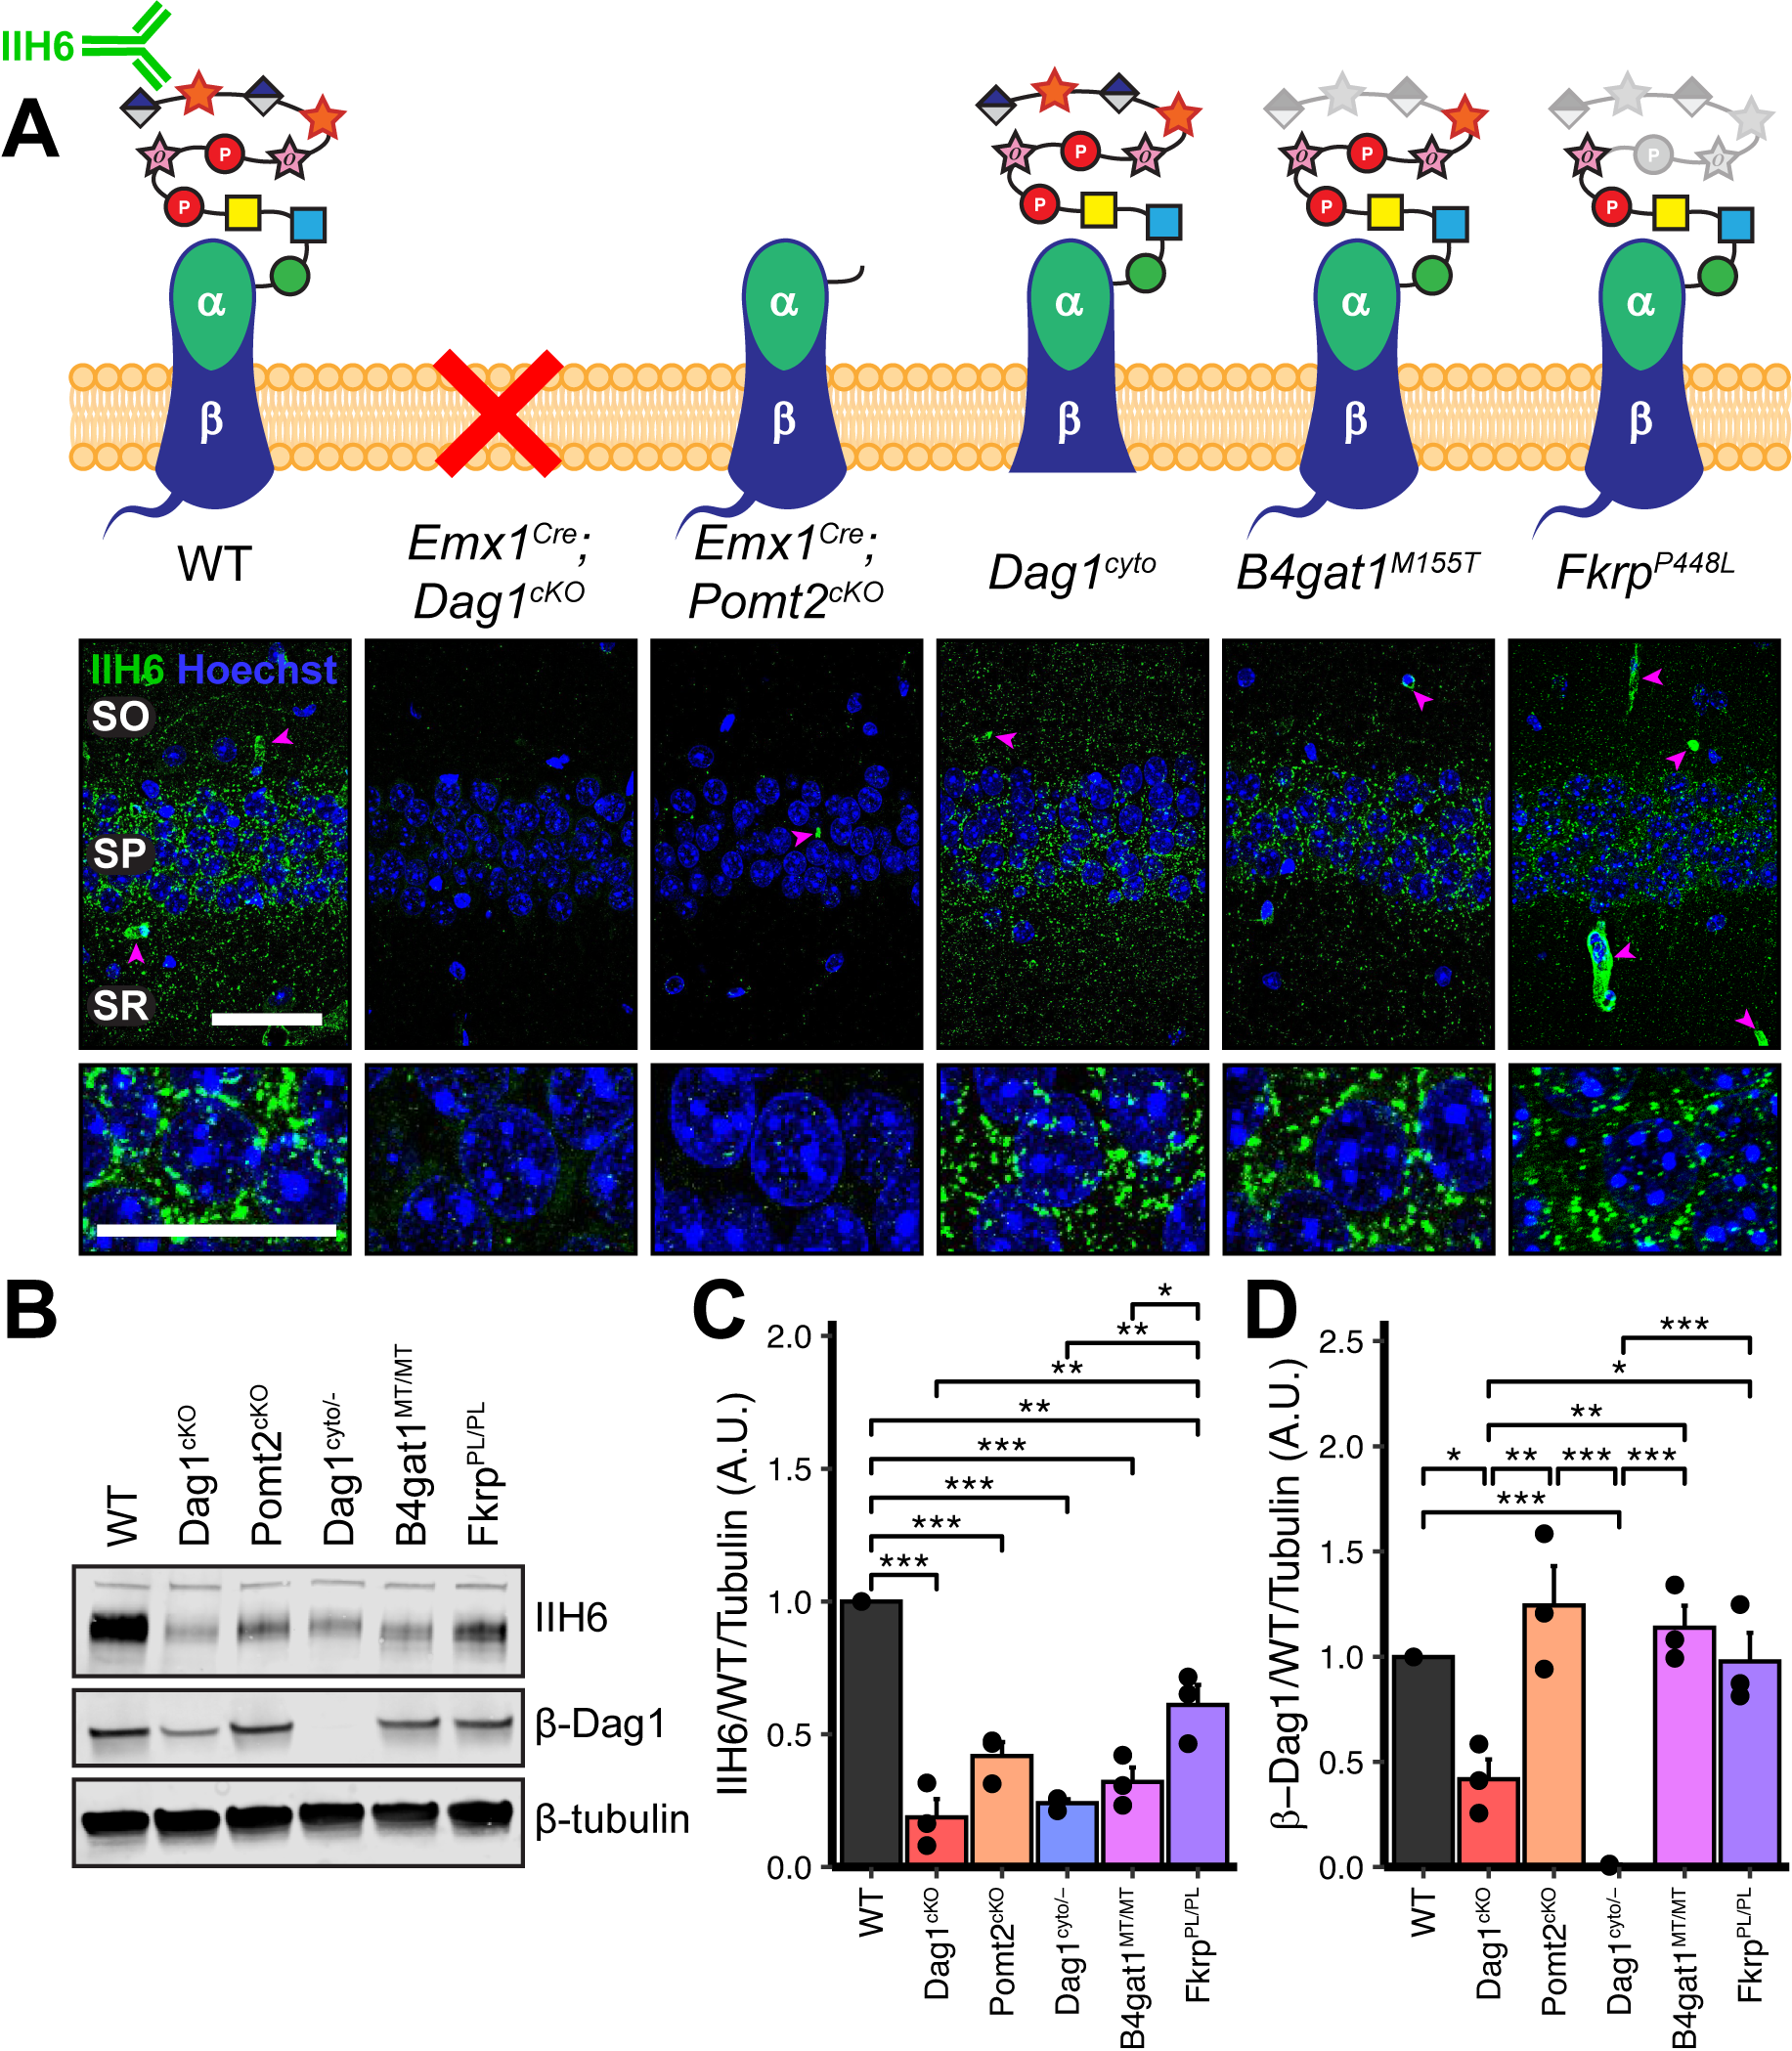 IIH6
A
P
P
α
β
α
β
P
P
α
β
P
P
α
β
P
P
α
β
WT
Emx1Cre;
Dag1cKO
Emx1Cre;
Pomt2cKO
Dag1cyto
B4gat1M155T
FkrpP448L
IIH6 Hoechst
SO
SP
SR
B
WT
Dag1cKO
Pomt2cKO
Dag1cyto/-
B4gat1MT/MT
FkrpPL/PL
IIH6
β-Dag1
β-tubulin
C
IIH6/WT/Tubulin (A.U.)
2.0
1.5
1.0
0.5
0.0
*
**
**
**
***
***
***
***
WT
Dag1cKO
Pomt2cKO
Dag1cyto/–
B4gat1MT/MT
FkrpPL/PL
D
β–Dag1/WT/Tubulin (A.U.)
2.5
2.0
1.5
1.0
0.5
0.0
***
*
**
* ** *** ***
***
WT
Dag1cKO
Pomt2cKO
Dag1cyto/–
B4gat1MT/MT
FkrpPL/PL